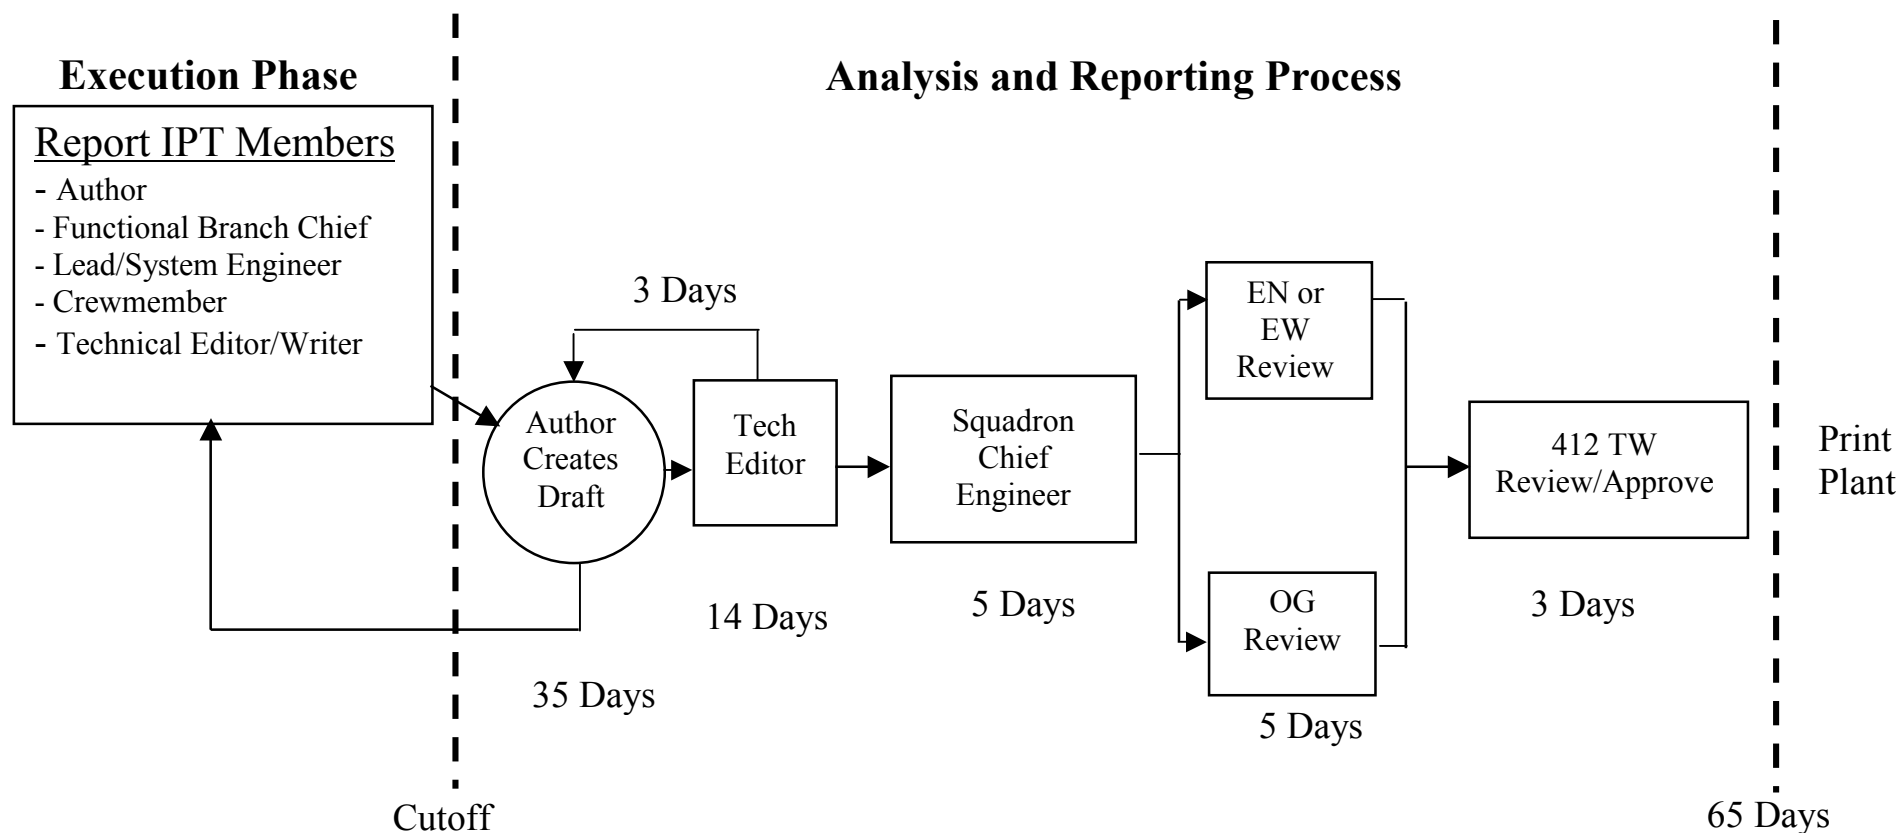 Execution Phase
Analysis and Reporting Process
Report IPT Members
- Author
- Functional Branch Chief
- Lead/System Engineer
- Crewmember
- Technical Editor/Writer
3 Days
Author
Creates
Draft
Tech
Editor
Squadron
Chief
Engineer
EN or
EW
Review
OG
Review
412 TW
Review/Approve
Print
Plant
35 Days
14 Days
5 Days
5 Days
3 Days
Cutoff
65 Days